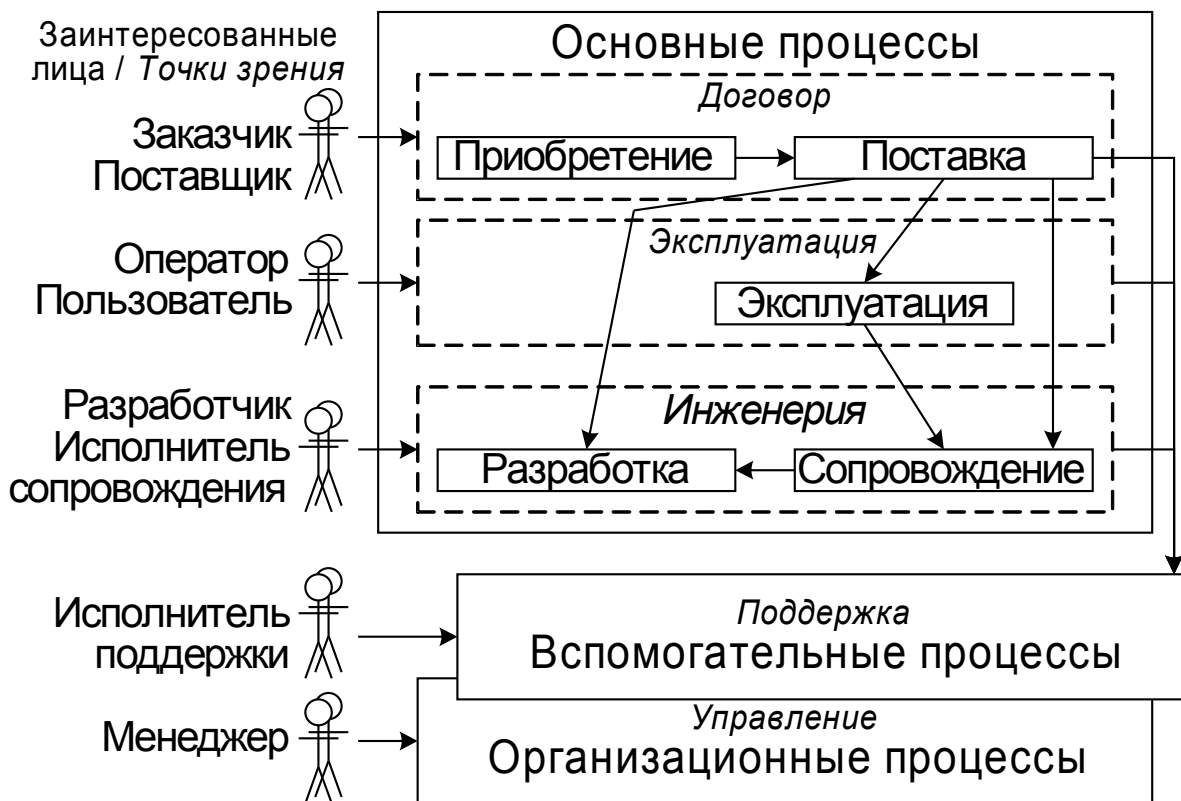 Заинтересованные
лица / Точки зрения
Основные процессы
Договор
Заказчик
Поставщик
Приобретение
Поставка
Эксплуатация
Оператор
Пользователь
Эксплуатация
Инженерия
Разработчик
Исполнитель
сопровождения
Разработка
Сопровождение
Исполнитель
поддержки
Поддержка
Вспомогательные процессы
Менеджер
Управление
Организационные процессы